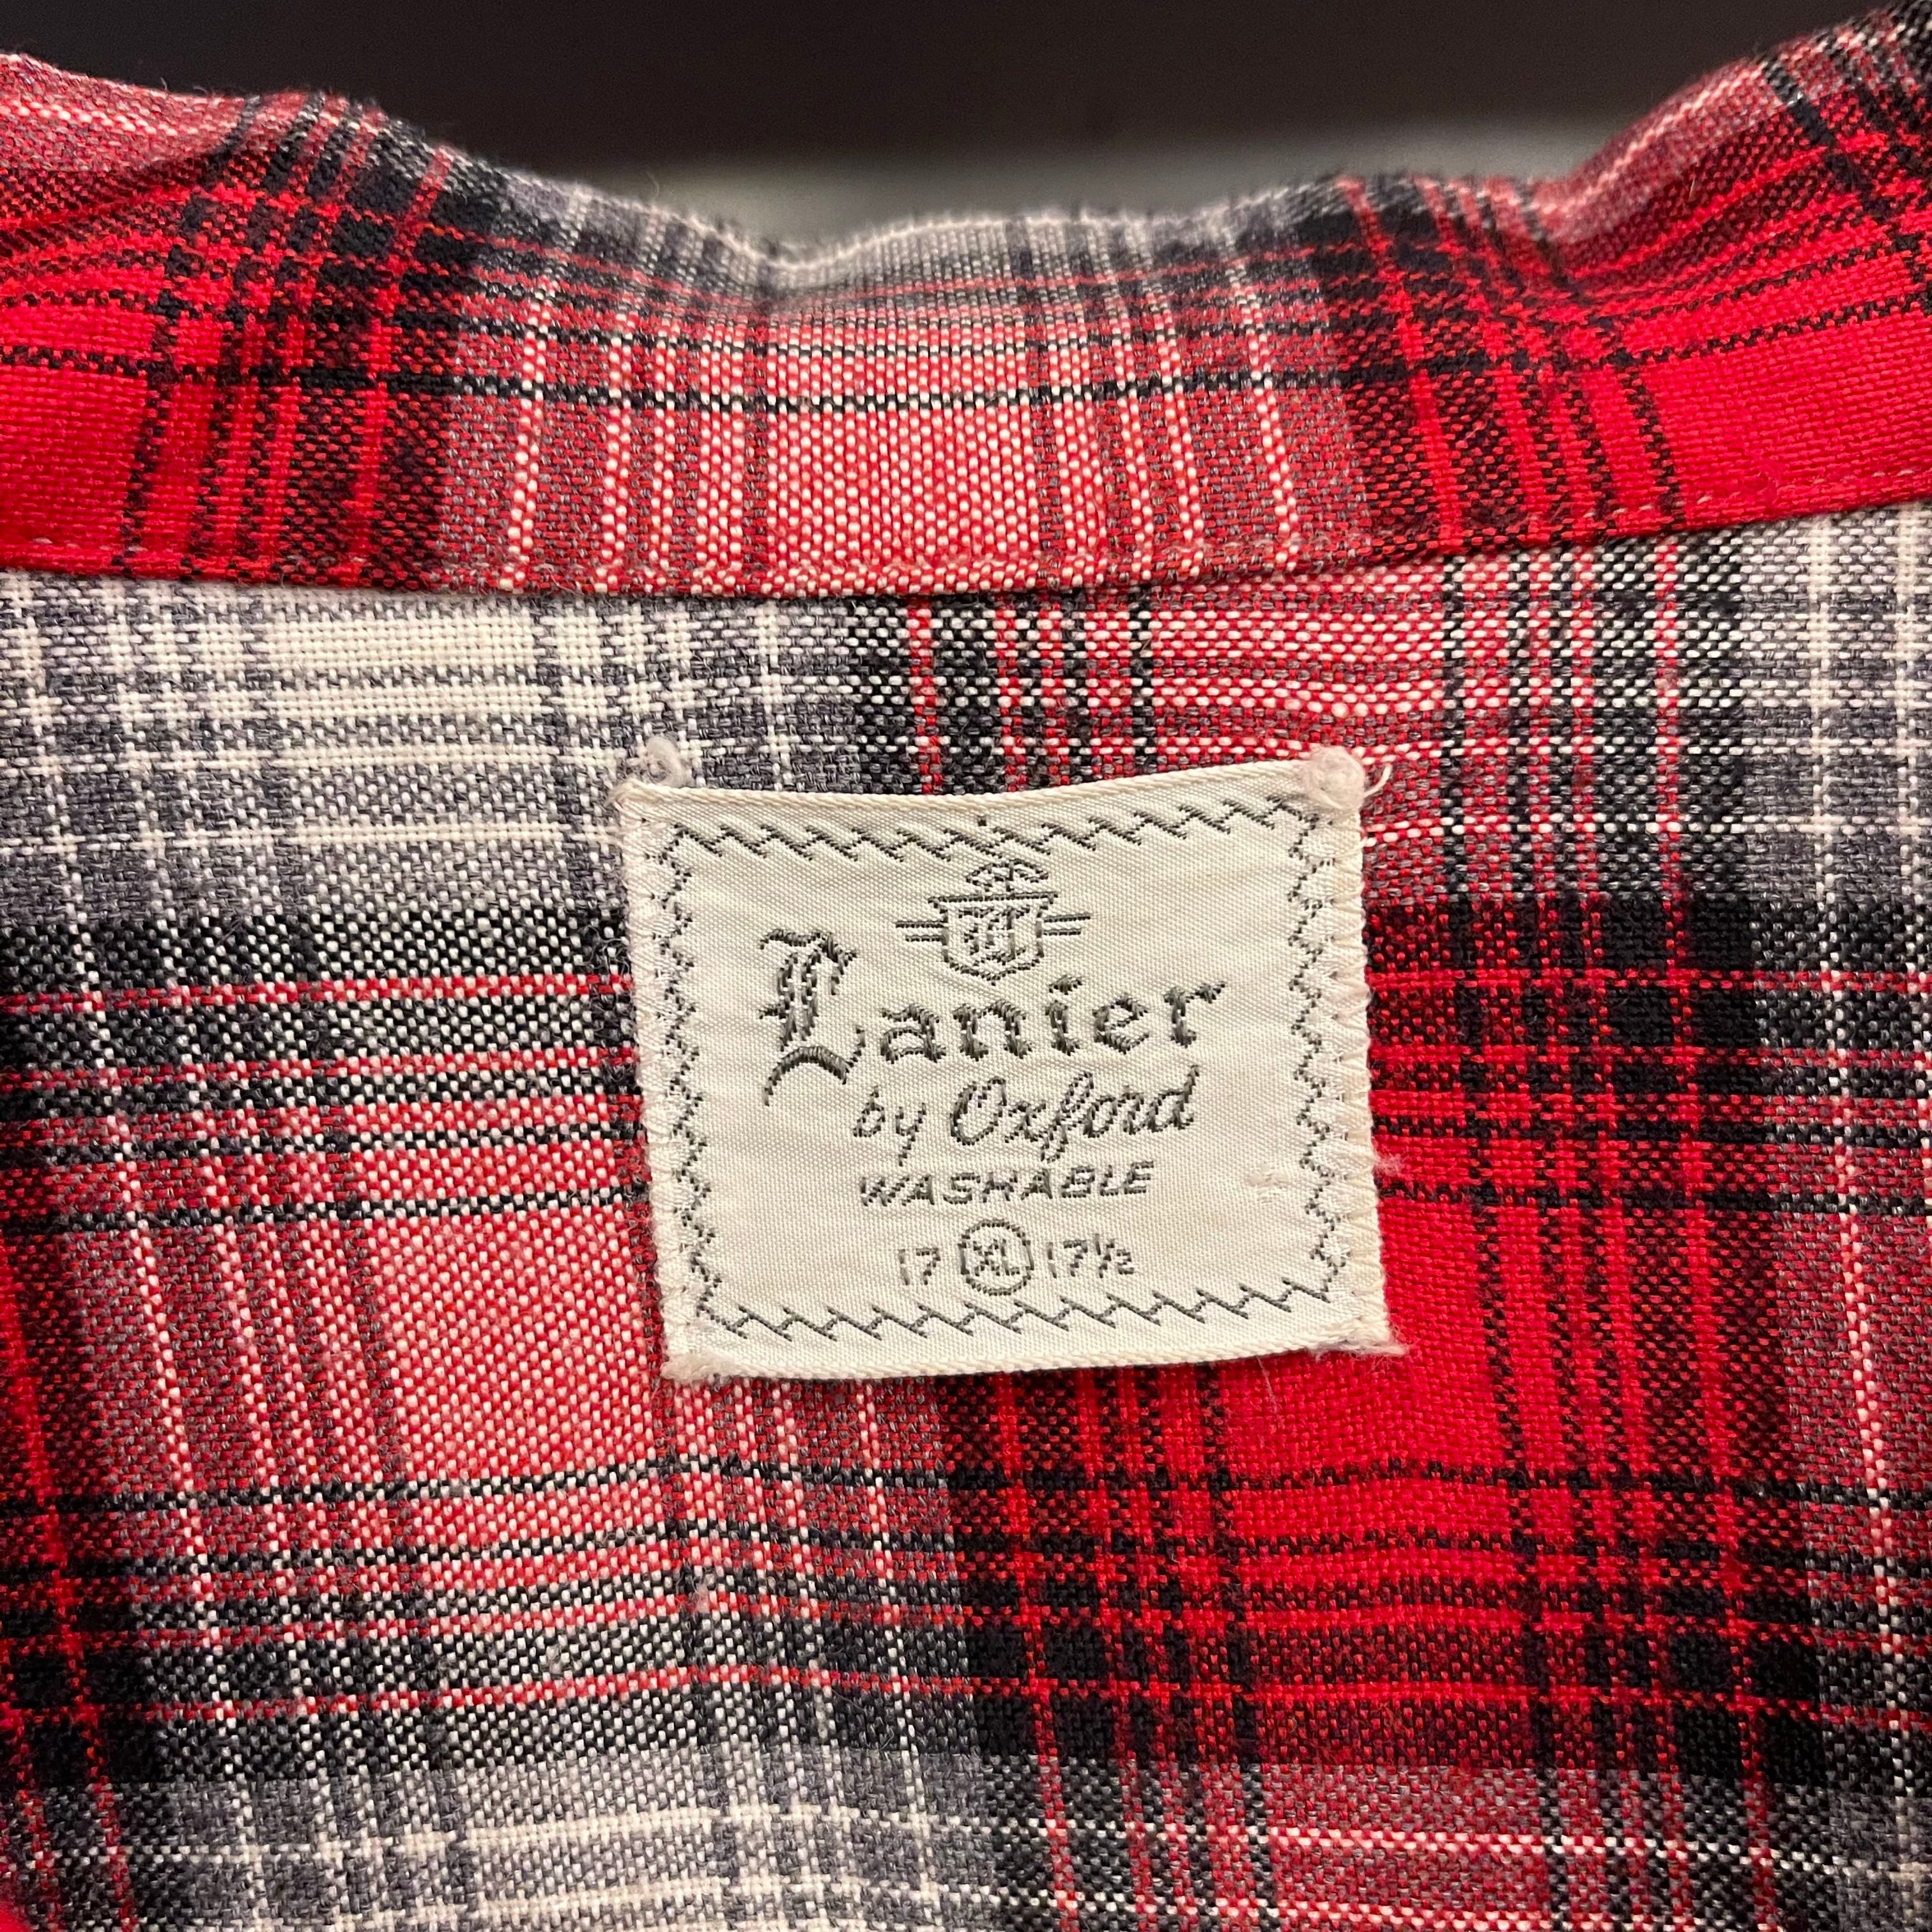 Lanier
by Oxford
WASHABLE
17 XL 17½